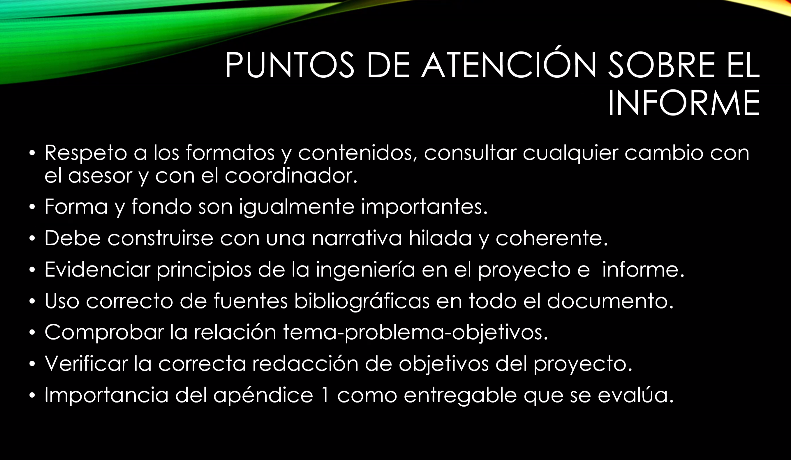 PUNTOS DE ATENCIÓN SOBRE EL
INFORME
• Respeto a los formatos y contenidos, consultar cualquier cambio con
el asesor y con el coordinador.
• Forma y fondo son igualmente importantes.
• Debe construirse con una narrativa hilada y coherente.
• Evidenciar principios de la ingeniería en el proyecto e  informe.
• Uso correcto de fuentes bibliográficas en todo el documento.
• Comprobar la relación tema-problema-objetivos.
• Verificar la correcta redacción de objetivos del proyecto.
• Importancia del apéndice 1 como entregable que se evalúa.